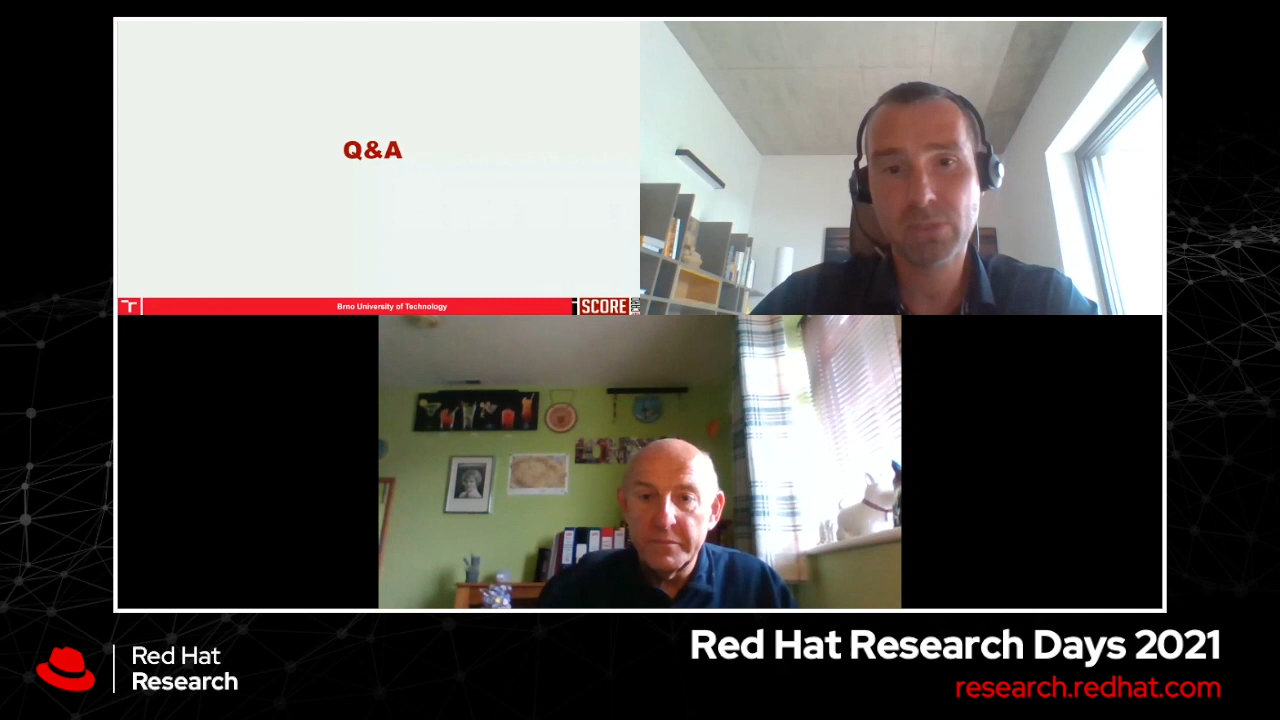 Q&A
Brno University of Technology
SCORE
Red Hat
Research
Red Hat Research Days 2021
research.redhat.com